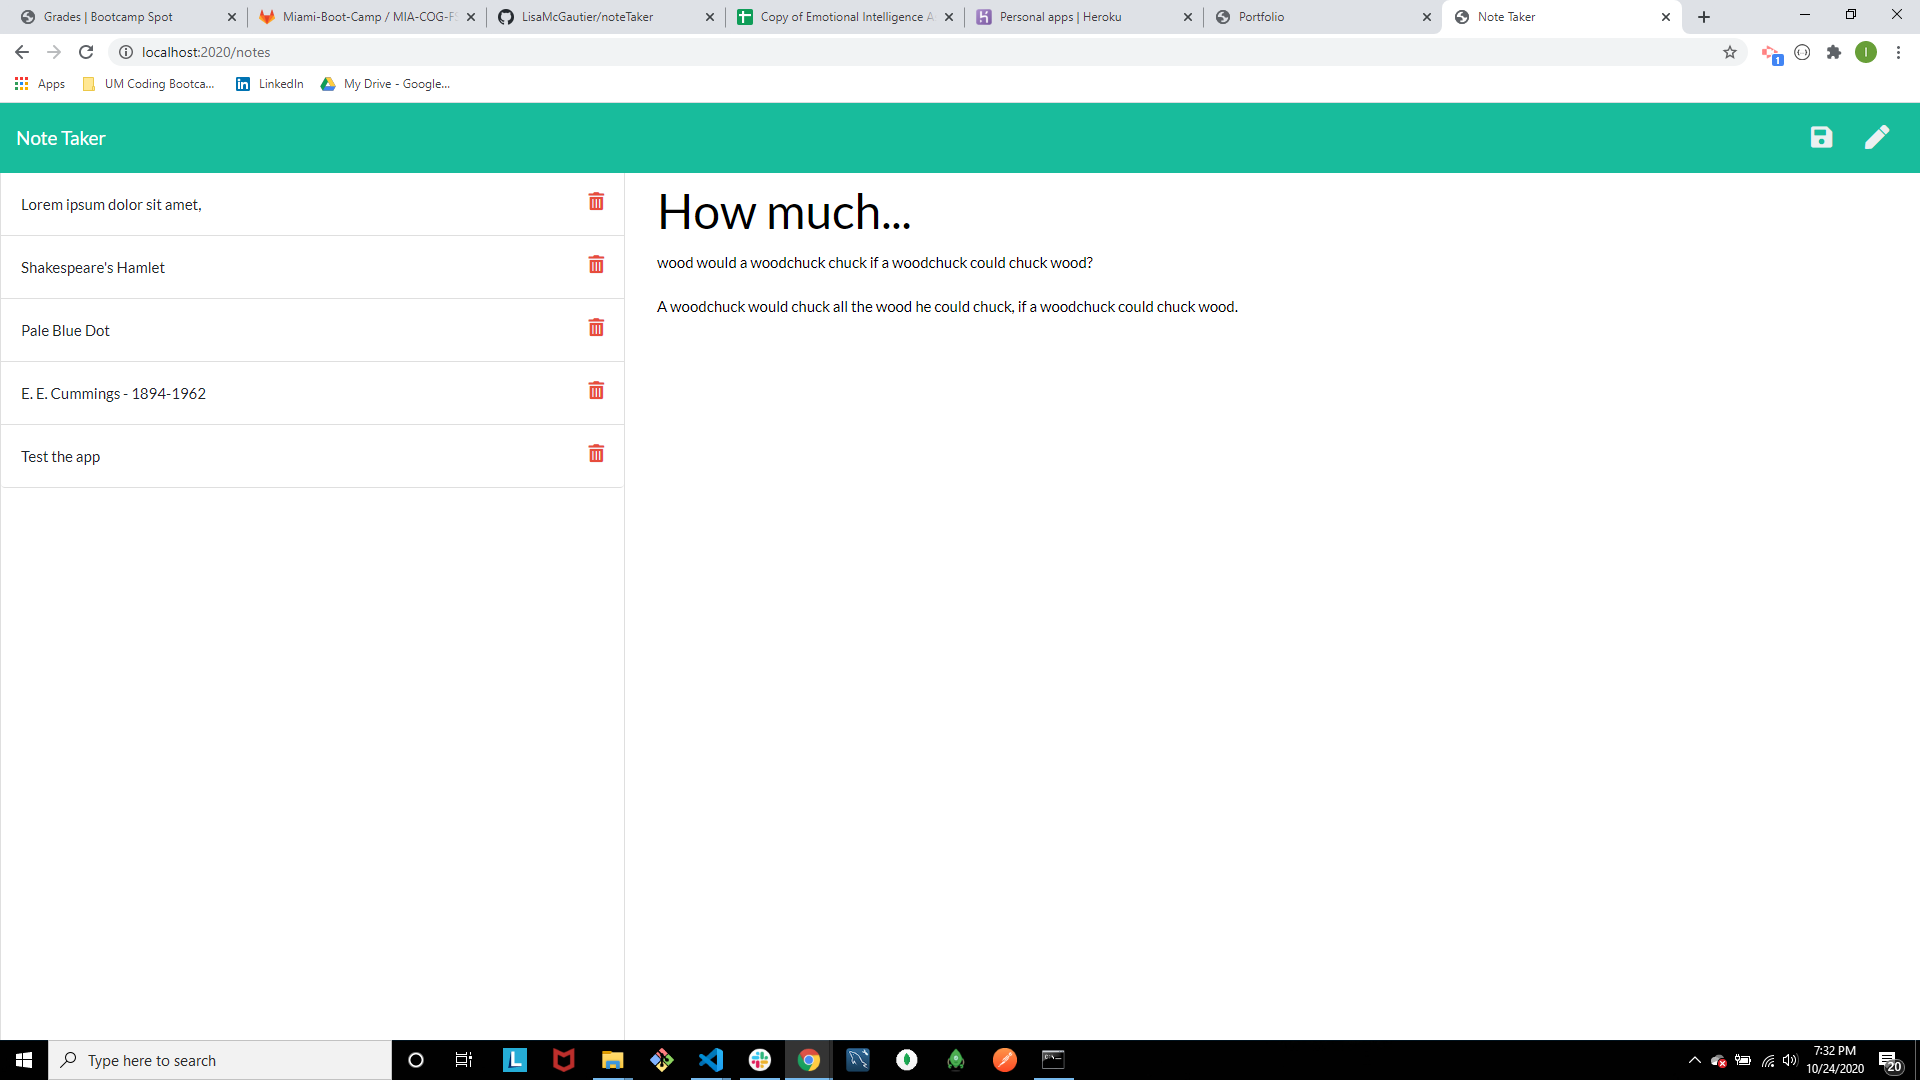 Grades | Bootcamp Spot
Miami-Boot-Camp / MIA-COG-FS
LisaMcGautier/noteTaker
Copy of Emotional Intelligence A
Personal apps | Heroku
Portfolio
Note Taker
localhost:2020/notes
1
I
Apps
UM Coding Bootca...
LinkedIn
My Drive - Google...
Note Taker
Lorem ipsum dolor sit amet,
Shakespeare's Hamlet
Pale Blue Dot
E. E. Cummings - 1894-1962
Test the app
How much...
wood would a woodchuck chuck if a woodchuck could chuck wood?
A woodchuck would chuck all the wood he could chuck, if a woodchuck could chuck wood.
Type here to search
L
7:32 PM
10/24/2020
20